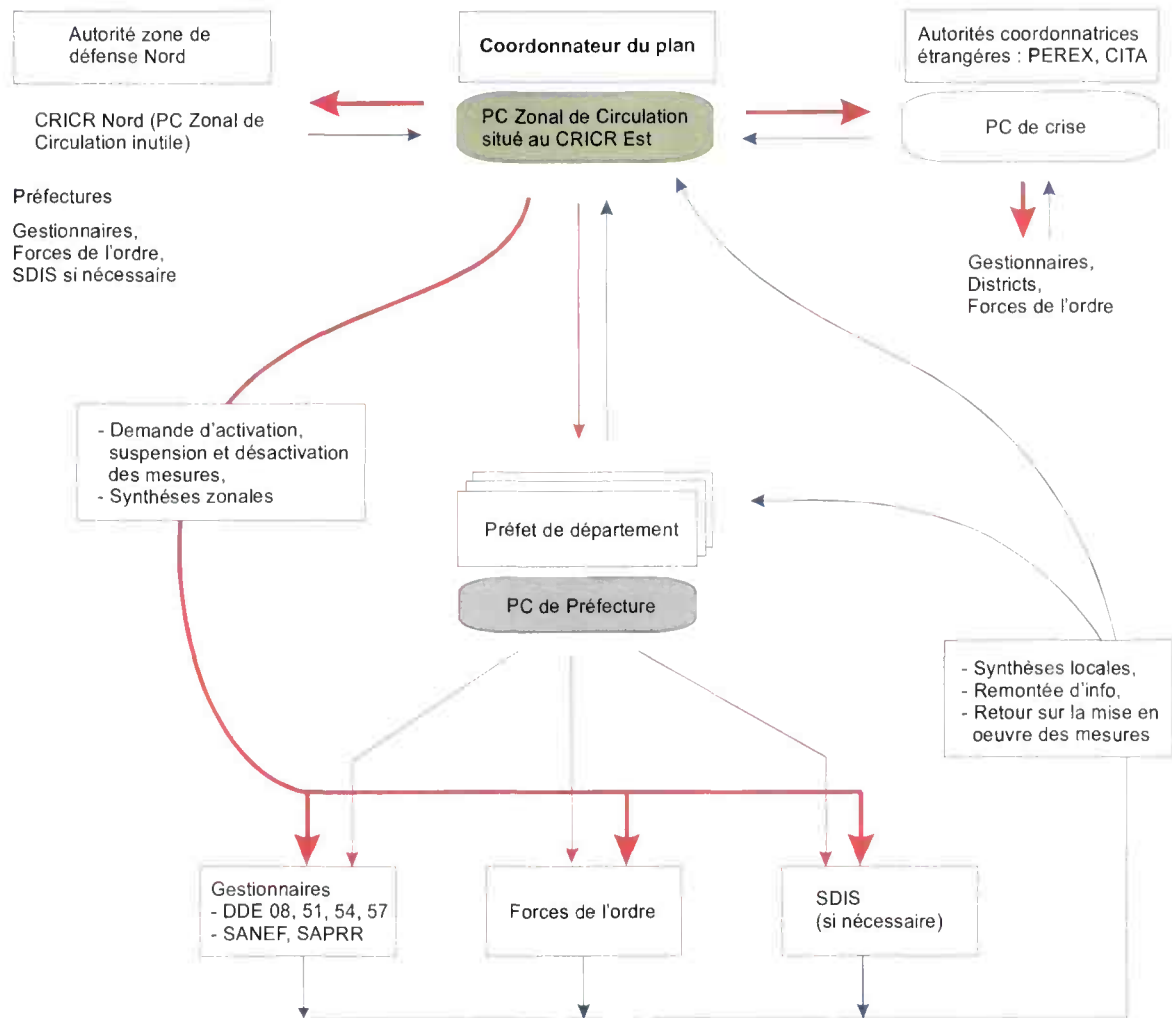 Autorité zone de
défense Nord
CRICR Nord (PC Zonal de
Circulation inutile)
Préfectures
Gestionnaires,
Forces de l'ordre,
SDIS si nécessaire
Coordonnateur du plan
PC Zonal de Circulation
situé au CRICR Est
Autorités coordonnatrices
étrangéres : PEREX, CITA
PC de crise
Gestionnaires,
Districts,
Forces de l'ordre
- Demande d'activation,
suspension et désactivation
des mesures,
- Synthéses zonales
Préfet de département
PC de Préfecture
- Synthèses locales,
- Remontée d'info,
- Retour sur la mise en
oeuvre des mesures
Gestionnaires
- DDE 08, 51, 54, 57
- SANEF, SAPRR
Forces de l'ordre
SDIS
(si nécessaire)